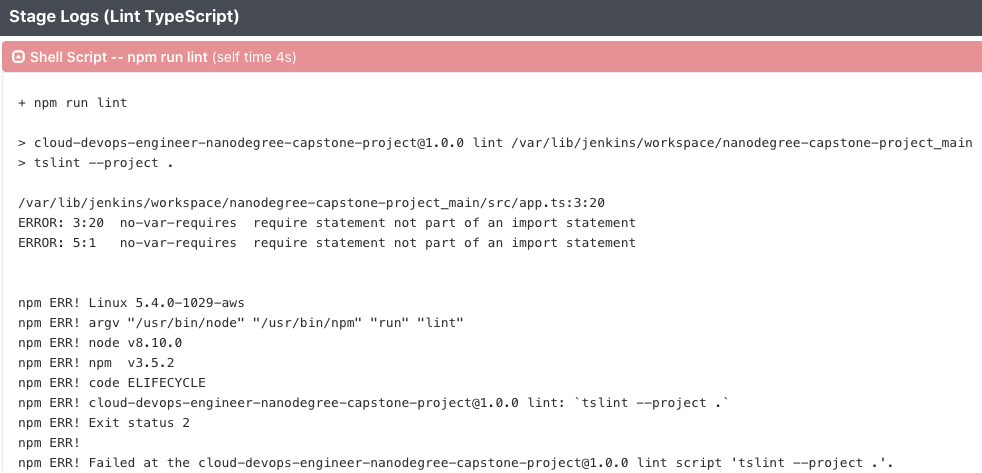 Stage Logs (Lint TypeScript)
Shell Script -- npm run lint (self time 4s)
+ npm run lint
> cloud-devops-engineer-nanodegree-capstone-project@1.0.0 lint /var/lib/jenkins/workspace/nanodegree-capstone-project_main
> tslint --project .
/var/lib/jenkins/workspace/nanodegree-capstone-project_main/src/app.ts:3:20
ERROR: 3:20  no-var-requires  require statement not part of an import statement
ERROR: 5:1   no-var-requires  require statement not part of an import statement
npm ERR! Linux 5.4.0-1029-aws
npm ERR! argv "/usr/bin/node" "/usr/bin/npm" "run" "lint"
npm ERR! node v8.10.0
npm ERR! npm  v3.5.2
npm ERR! code ELIFECYCLE
npm ERR! cloud-devops-engineer-nanodegree-capstone-project@1.0.0 lint: `tslint --project .`
npm ERR! Exit status 2
npm ERR!
npm ERR! Failed at the cloud-devops-engineer-nanodegree-capstone-project@1.0.0 lint script 'tslint --project .'.